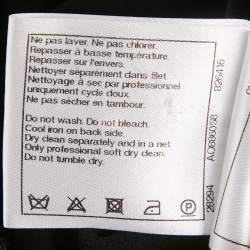 Ne pas laver. Ne pas chlorer.
Repasser à basse température.
Repasser sur l'envers.
Nettoyer séparément dans filet.
Nettoyage à sec par professionnel
uniquement cycle doux.
Ne pas sécher en tambour.
Do not wash. Do not bleach.
Cool iron on back side.
Dry clean separately and in a net.
Only professional soft dry clean.
Do not tumble dry.
P
28294
826416